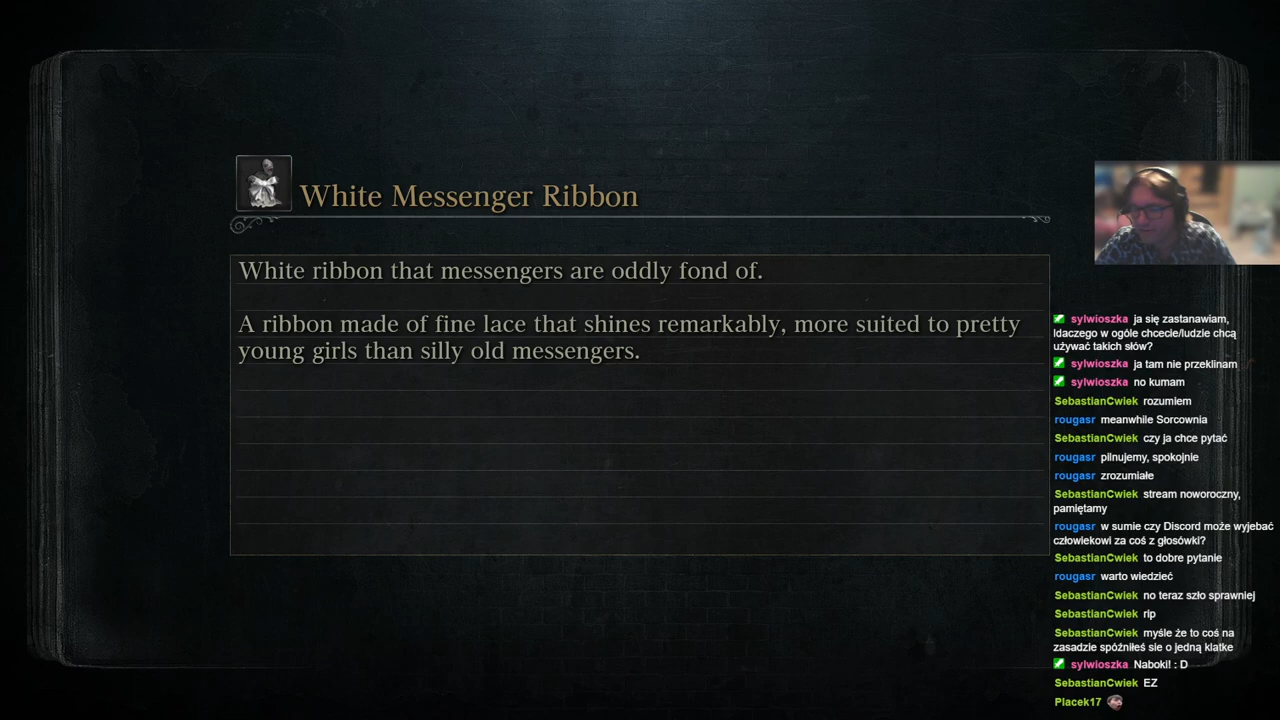 White Messenger Ribbon
White ribbon that messengers are oddly fond of.
A ribbon made of fine lace that shines remarkably, more suited to pretty
young girls than silly old messengers.
sylwioszka ja się zastanawiam,
ldaczego w ogóle chcecie/ludzie chcą
używać takich słów?
sylwioszka ja tam nie przeklinam
sylwioszka no kumam
SebastianCwiek rozumiem
rougasr meanwhile Sorcownia
SebastianCwiek czy ja chce pytać
rougasr pilnujemy, spokojnie
rougasr zrozumiałe
SebastianCwiek stream noworoczny,
pamiętamy
rougasr w sumie czy Discord może wyjebać
człowiekowi za coś z głosówki?
SebastianCwiek to dobre pytanie
rougasr warto wiedzieć
SebastianCwiek no teraz szło sprawniej
SebastianCwiek rip
SebastianCwiek myśle że to coś na
zasadzie spóźniłeś sie o jedną klatke
sylwioszka Naboki! : D
SebastianCwiek EZ
Placek17